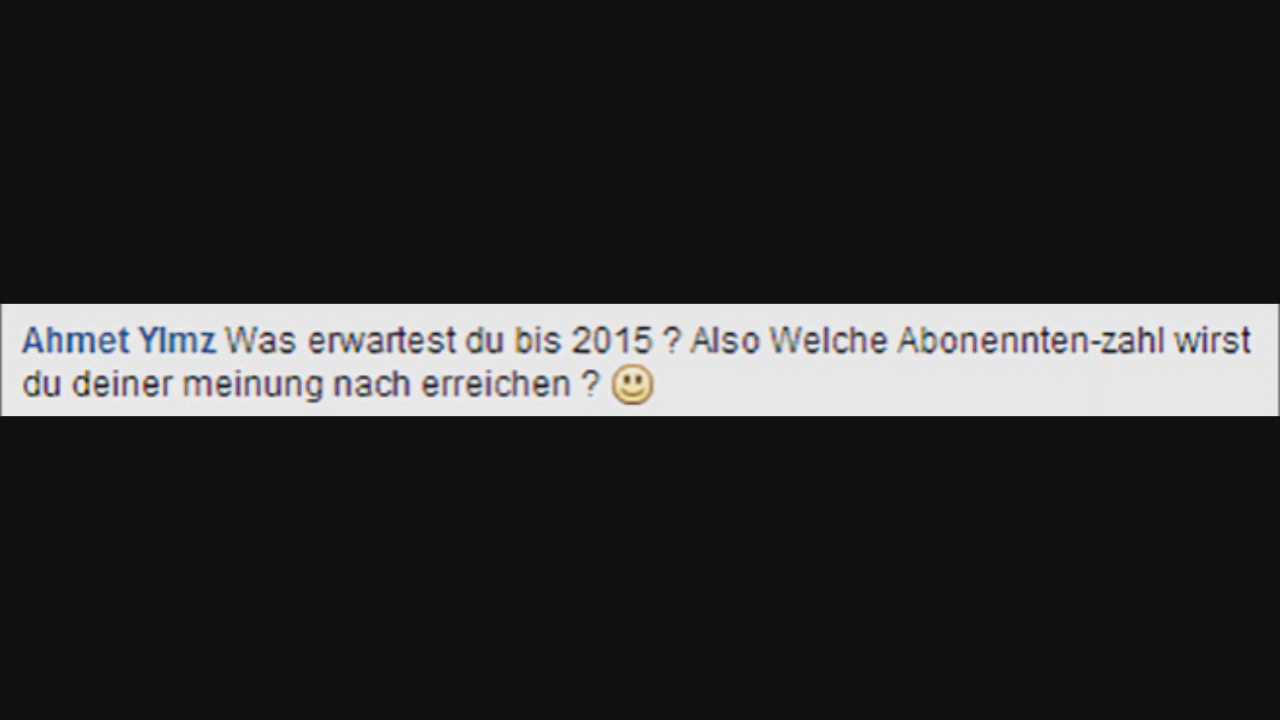 Ahmet Ylmz Was erwartest du bis 2015 ? Also Welche Abonennten-zahl wirst
du deiner meinung nach erreichen ? 🙂